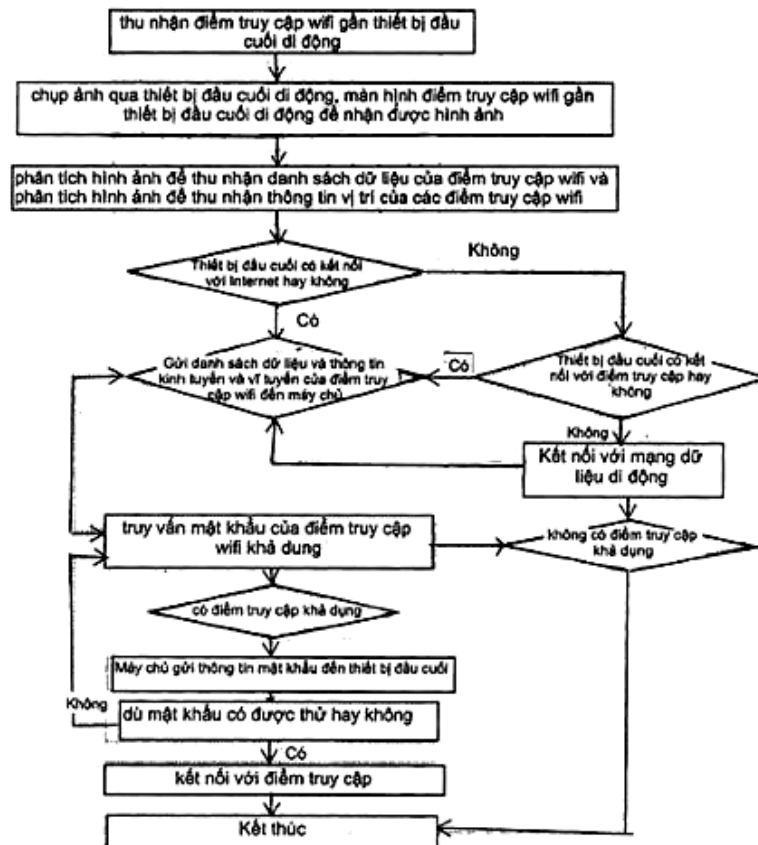 thu nhận điểm truy cập wifi gần thiết bị đầu
cuối di động
chụp ảnh qua thiết bị đầu cuối di động, màn hình điểm truy cập wifi gần
thiết bị đầu cuối di động để nhận được hình ảnh
phân tích hình ảnh để thu nhận danh sách dữ liệu của điểm truy cập wifi và
phân tích hình ảnh để thu nhận thông tin vị trí của các điểm truy cập wifi.
Thiết bị đầu cuối có kết nối
với Internet hay không
Không
Có
Gửi danh sách dữ liệu và thông tin
kinh tuyến và vĩ tuyến của điểm truy
cập wifi đến máy chủ
Có
Thiết bị đầu cuối có kết
nối với điểm truy cập hay
không
Không
Kết nối với mạng dữ
liệu di động
truy vấn mật khẩu của điểm truy cập
wifi khả dung
không có điểm truy cập
khả dụng
có điểm truy cập khả dụng
Máy chủ gửi thông tin mật khẩu đến thiết bị đầu cuối
Không
dù mật khẩu có được thử hay không
Có
kết nối với điểm truy cập
Kết thúc